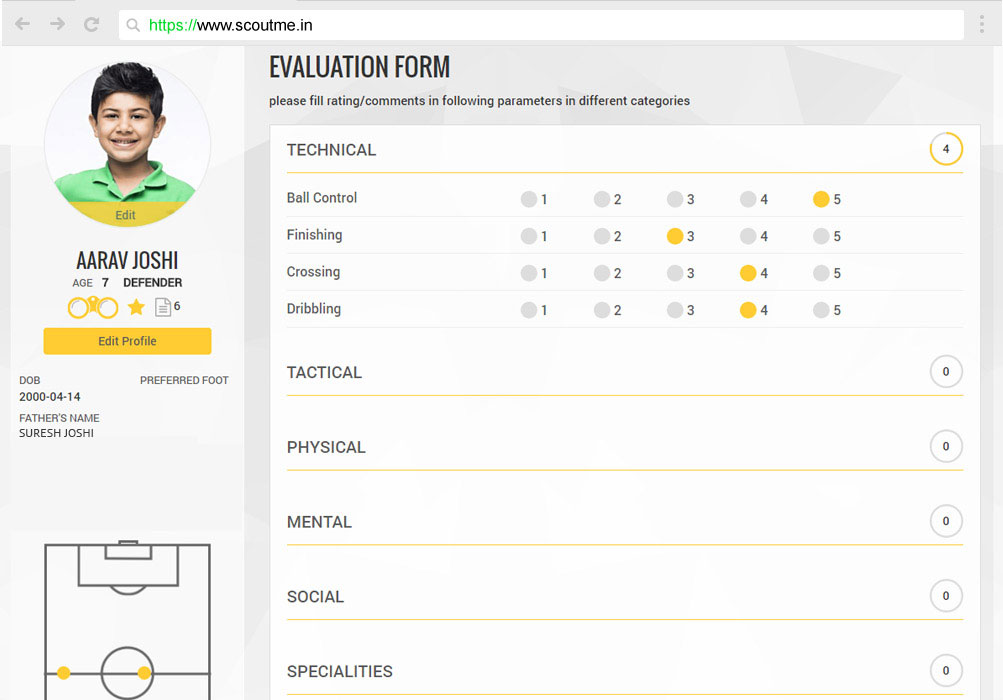 https://www.scoutme.in
Edit
AARAV JOSHI
AGE 7 DEFENDER
6
Edit Profile
DOB PREFERRED FOOT
2000-04-14
FATHER'S NAME
SURESH JOSHI
EVALUATION FORM
please fill rating/comments in following parameters in different categories
TECHNICAL 4
Ball Control 1 2 3 4 5
Finishing 1 2 3 4 5
Crossing 1 2 3 4 5
Dribbling 1 2 3 4 5
TACTICAL 0
PHYSICAL 0
MENTAL 0
SOCIAL 0
SPECIALITIES 0